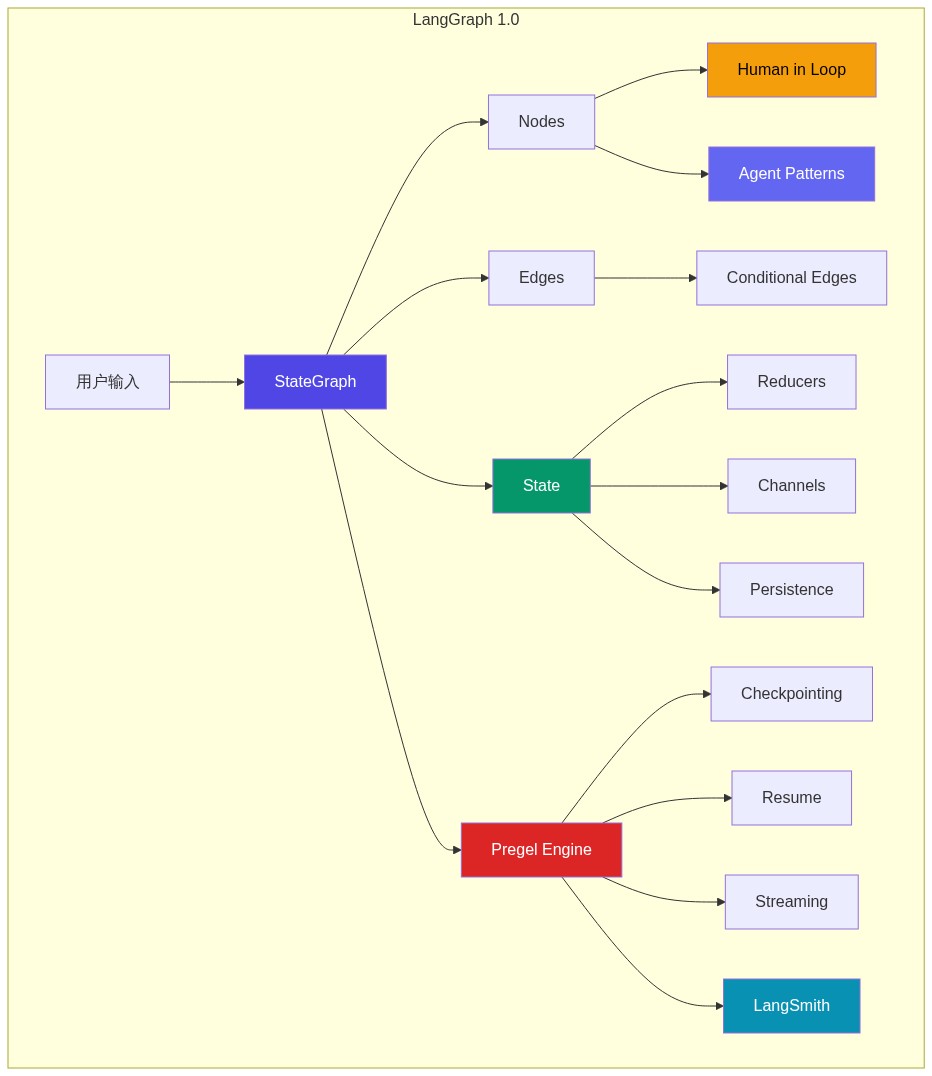 LangGraph 1.0
用户输入
StateGraph
Nodes
Edges
State
Pregel Engine
Human in Loop
Agent Patterns
Conditional Edges
Reducers
Channels
Persistence
Checkpointing
Resume
Streaming
LangSmith